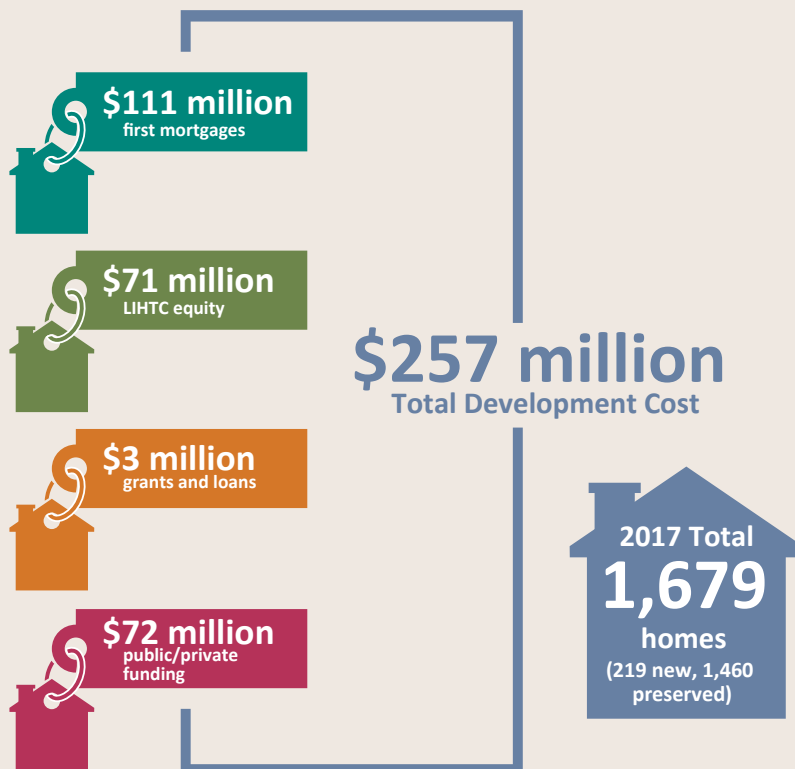 $111 million
first mortgages
$71 million
LIHTC equity
$3 million
grants and loans
$72 million
public/private
funding
$257 million
Total Development Cost
2017 Total
1,679
homes
(219 new, 1,460
preserved)